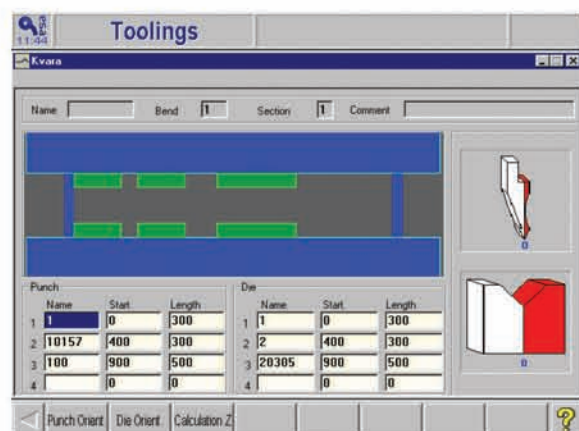 esa
11:44
Toolings
Kvara
Name Bend 1 Section 1 Comment
0
0
Punch
Name Start. Length
1 1 0 300
2 10157 400 300
3 100 900 500
4 0 0
Die
Name Start. Length
1 1 0 300
2 2 400 300
3 20305 900 500
4 0 0
Punch Orient Die Orient. Calculation Z ?